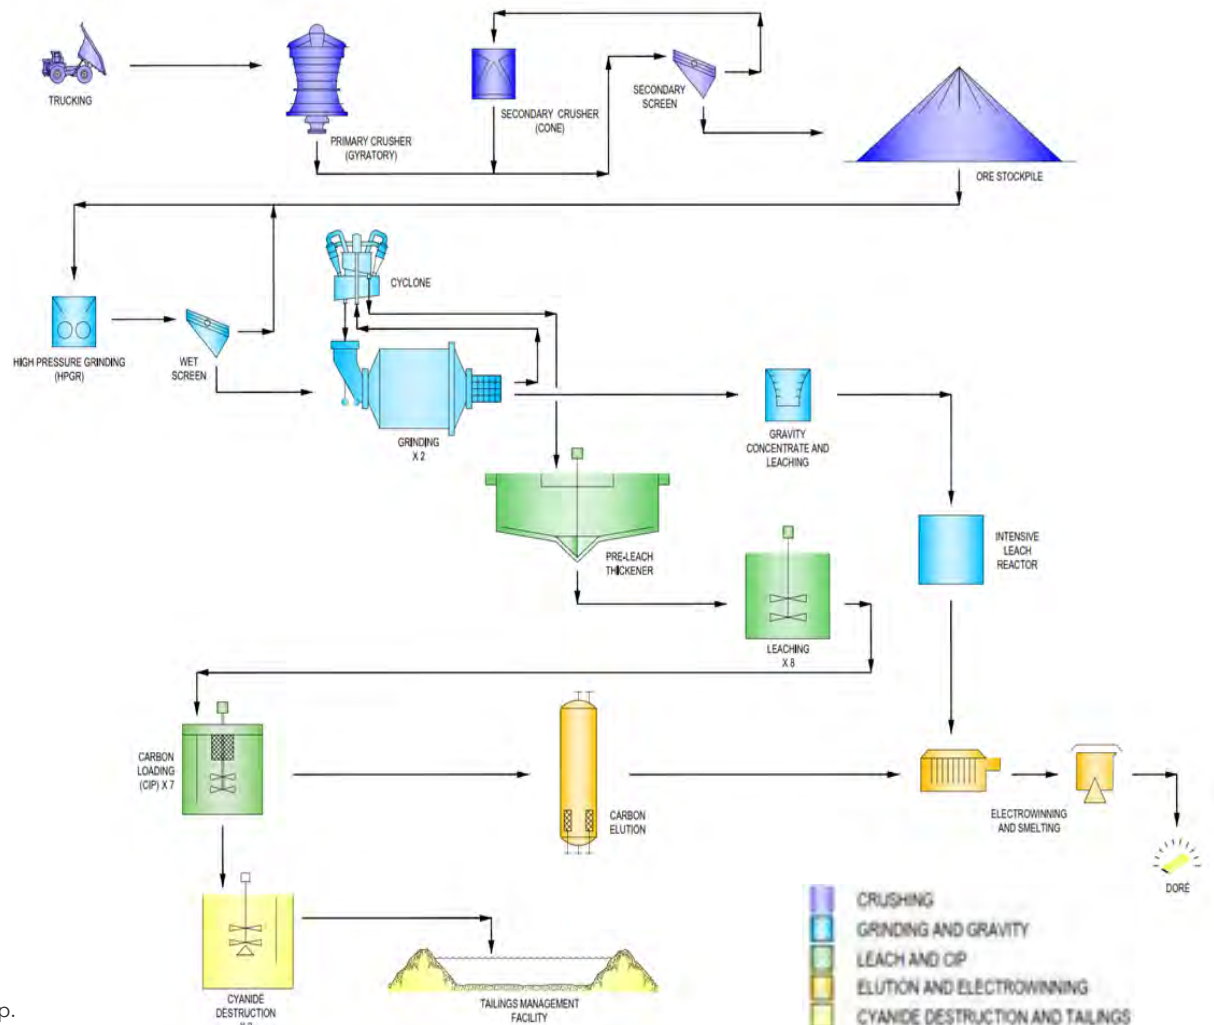 TRUCKING
PRIMARY CRUSHER
(GYRATORY)
SECONDARY CRUSHER
(CONE)
SECONDARY
SCREEN
ORE STOCKPILE
HIGH PRESSURE GRINDING
(HPGR)
WET
SCREEN
CYCLONE
GRINDING
X 2
GRAVITY
CONCENTRATE AND
LEACHING
PRE-LEACH
THICKENER
INTENSIVE
LEACH
REACTOR
LEACHING
X 8
CARBON
LOADING
(CIP) X 7
CARBON
ELUTION
ELECTROWINNING
AND SMELTING
DORÉ
CYANIDE
DESTRUCTION
TAILINGS MANAGEMENT
FACILITY
CRUSHING
GRINDING AND GRAVITY
LEACH AND CIP
ELUTION AND ELECTROWINNING
CYANIDE DESTRUCTION AND TAILINGS
p.